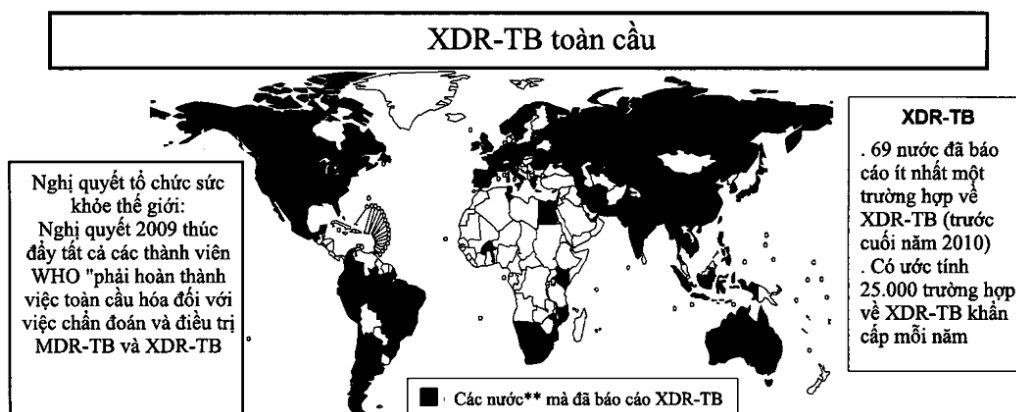 XDR-TB toàn cầu
Nghị quyết tổ chức sức
khỏe thế giới:
Nghị quyết 2009 thúc
đẩy tất cả các thành viên
WHO "phải hoàn thành
việc toàn cầu hóa đối với
việc chẩn đoán và điều trị
MDR-TB và XDR-TB
XDR-TB
. 69 nước đã báo
cáo ít nhất một
trường hợp về
XDR-TB (trước
cuối năm 2010)
. Có ước tính
25.000 trường hợp
về XDR-TB khẩn
cấp mỗi năm
Các nước** mà đã báo cáo XDR-TB